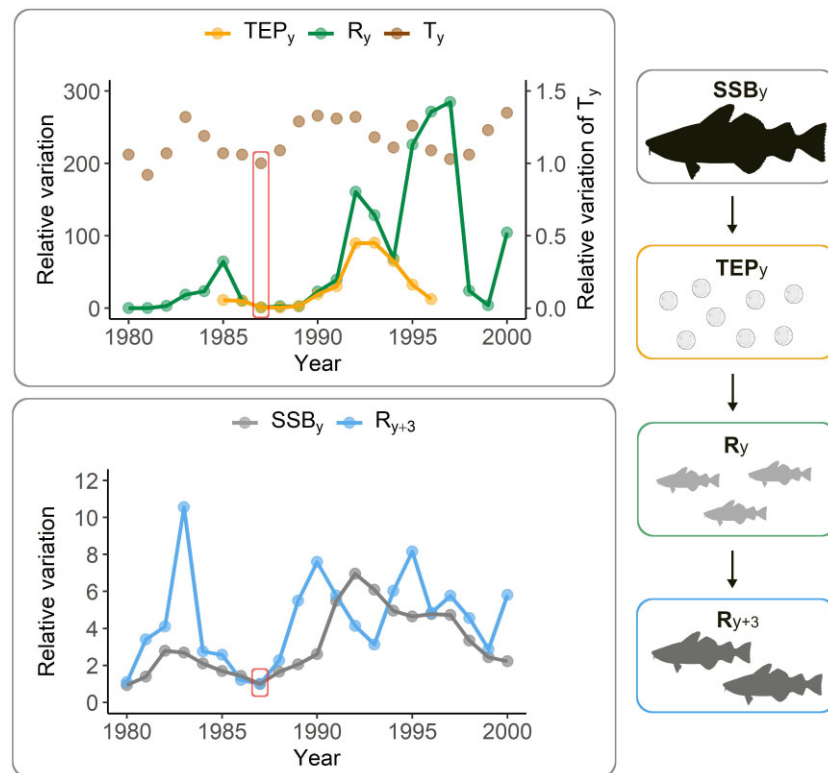 TEPy Ry Ty
Relative variation
300
200
100
0
1.5
1.0
0.5
0.0
Relative variation of Ty
1980 1985 1990 1995 2000
Year
SSBy Ry+3
Relative variation
12
10
8
6
4
2
0
1980 1985 1990 1995 2000
Year
SSBy
TEPy
Ry
Ry+3